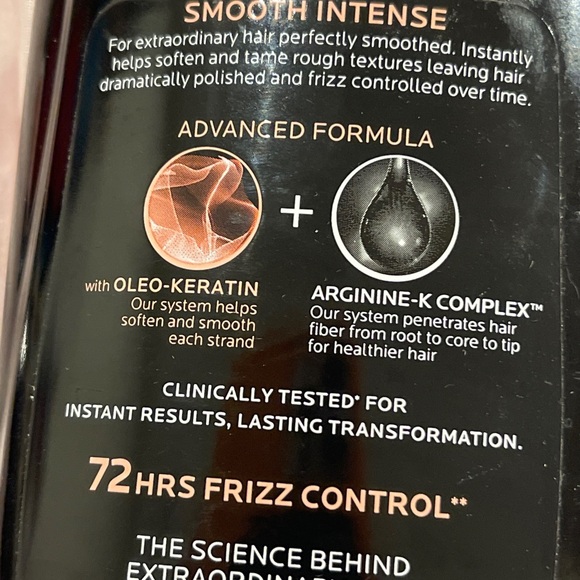 SMOOTH INTENSE
For extraordinary hair perfectly smoothed. Instantly
helps soften and tame rough textures leaving hair
dramatically polished and frizz controlled over time.
ADVANCED FORMULA
+
with OLEO-KERATIN
Our system helps
soften and smooth
each strand
ARGININE-K COMPLEX™
Our system penetrates hair
fiber from root to core to tip
for healthier hair
CLINICALLY TESTED* FOR
INSTANT RESULTS, LASTING TRANSFORMATION.
72HRS FRIZZ CONTROL**
THE SCIENCE BEHIND